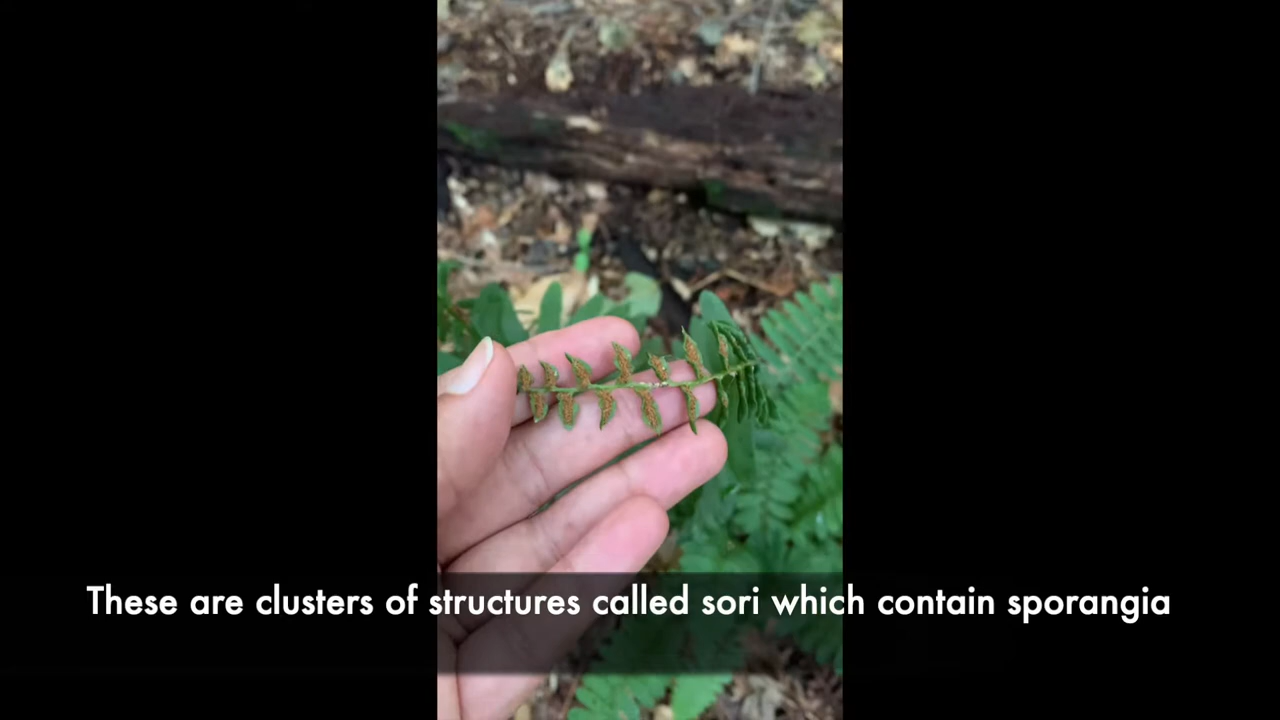 These are clusters of structures called sori which contain sporangia